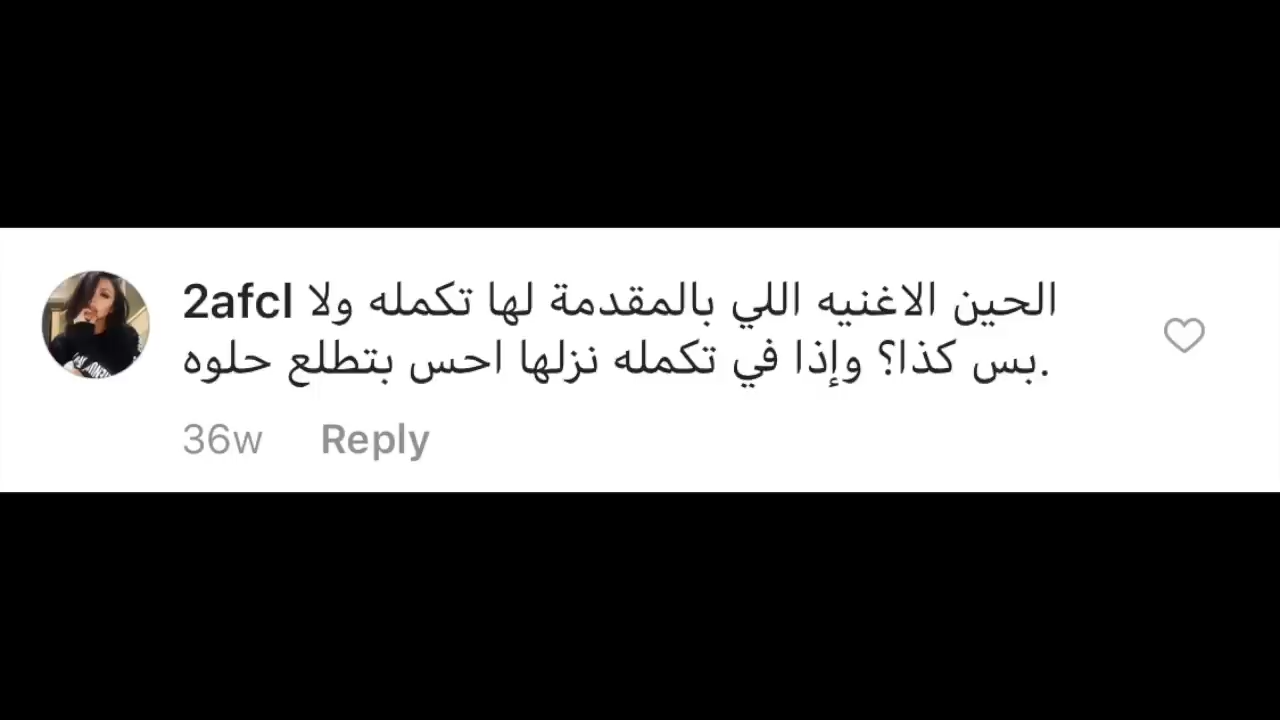 2afcl الحين الاغنيه اللي بالمقدمة لها تكمله ولا
بس كذا؟ وإذا في تكمله نزلها احس بتطلع حلوه.
36w Reply